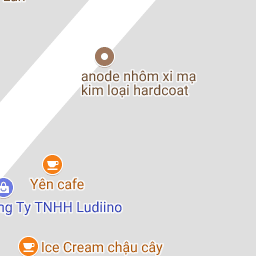 anode nhôm xi mạ
kim loại hardcoat
Yên cafe
ng Ty TNHH Ludiino
Ice Cream chậu cây